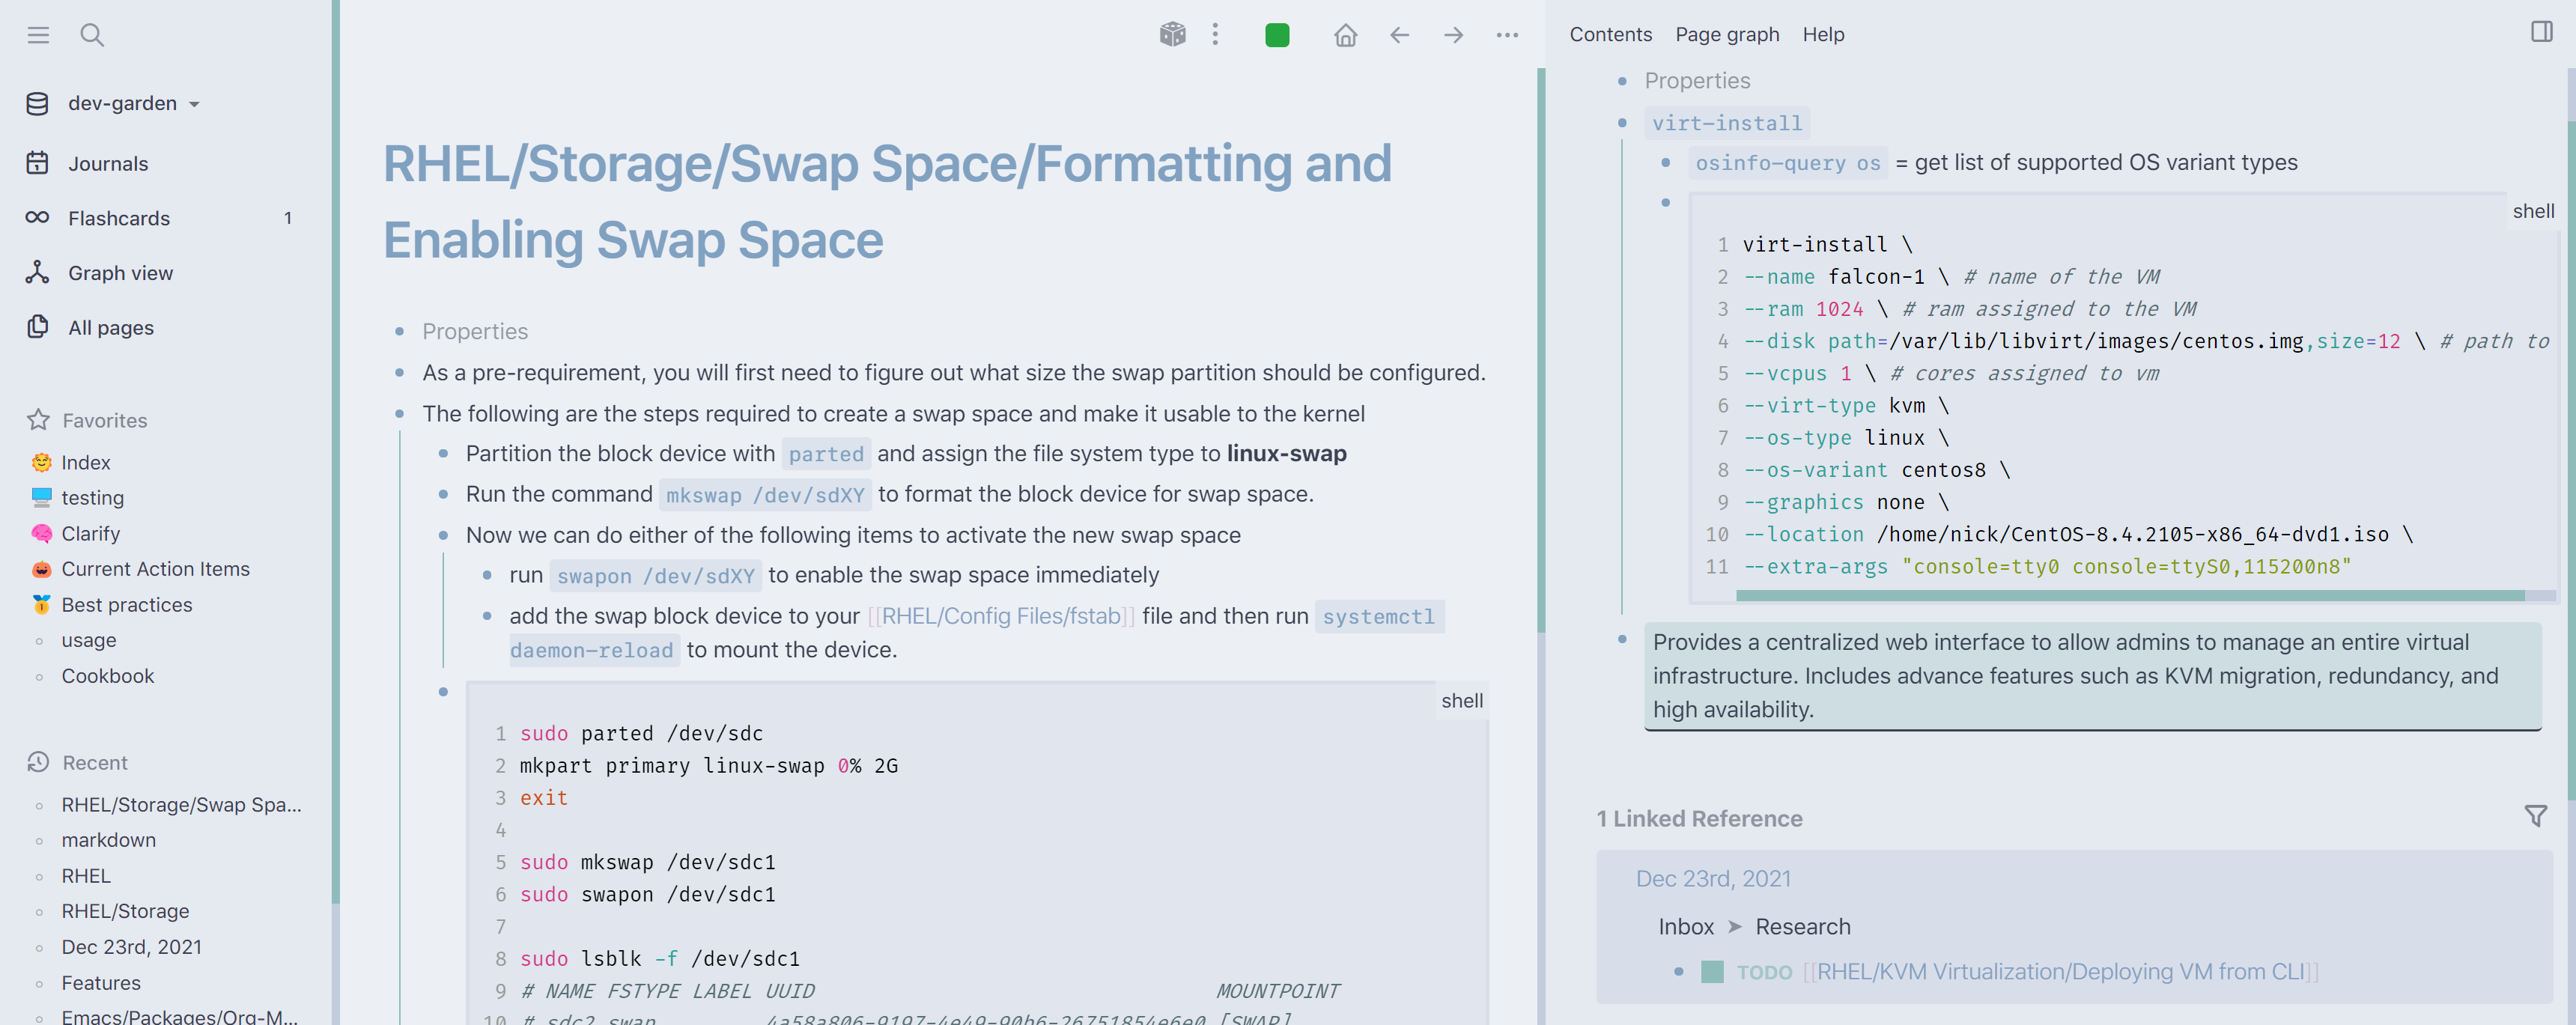 dev-garden
Journals
Flashcards 1
Graph view
All pages
Favorites
Index
testing
Clarify
Current Action Items
Best practices
usage
Cookbook
Recent
RHEL/Storage/Swap Spa...
markdown
RHEL
RHEL/Storage
Dec 23rd, 2021
Features
Emacs/Packages/Org-M...
RHEL/Storage/Swap Space/Formatting and
Enabling Swap Space
Properties
As a pre-requirement, you will first need to figure out what size the swap partition should be configured.
The following are the steps required to create a swap space and make it usable to the kernel
Partition the block device with parted and assign the file system type to linux-swap
Run the command mkswap /dev/sdXY to format the block device for swap space.
Now we can do either of the following items to activate the new swap space
run swapon /dev/sdXY to enable the swap space immediately
add the swap block device to your [[RHEL/Config Files/fstab]] file and then run systemctl
daemon-reload to mount the device.
shell
1 sudo parted /dev/sdc
2 mkpart primary linux-swap 0% 2G
3 exit
4
5 sudo mkswap /dev/sdc1
6 sudo swapon /dev/sdc1
7
8 sudo lsblk -f /dev/sdc1
9 # NAME FSTYPE LABEL UUID MOUNTPOINT
10 # sdc2 swap 4a58a806-9197-4e49-90b6-26751854e6e0 [SWAP]
Contents Page graph Help
Properties
virt-install
osinfo-query os = get list of supported OS variant types
shell
1 virt-install \
2 --name falcon-1 \ # name of the VM
3 --ram 1024 \ # ram assigned to the VM
4 --disk path=/var/lib/libvirt/images/centos.img,size=12 \ # path to
5 --vcpus 1 \ # cores assigned to vm
6 --virt-type kvm \
7 --os-type linux \
8 --os-variant centos8 \
9 --graphics none \
10 --location /home/nick/CentOS-8.4.2105-x86_64-dvd1.iso \
11 --extra-args "console=tty0 console=ttyS0,115200n8"
Provides a centralized web interface to allow admins to manage an entire virtual
infrastructure. Includes advance features such as KVM migration, redundancy, and
high availability.
1 Linked Reference
Dec 23rd, 2021
Inbox ➤ Research
TODO [[RHEL/KVM Virtualization/Deploying VM from CLI]]